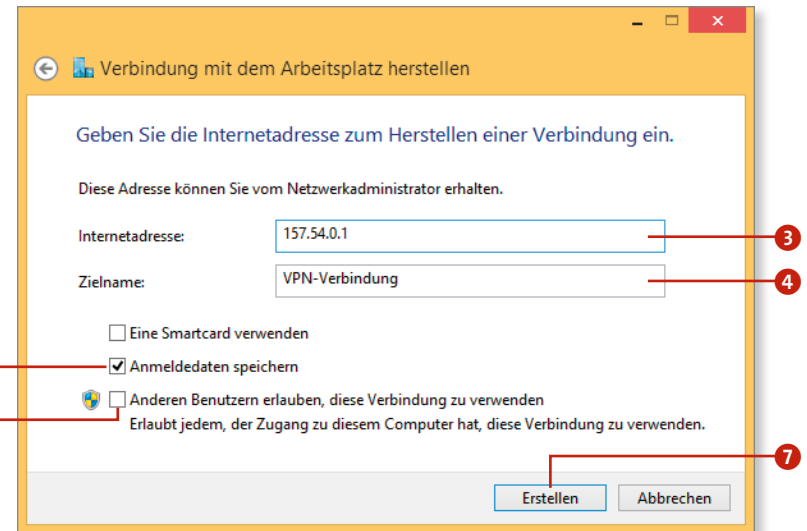 Verbindung mit dem Arbeitsplatz herstellen
Geben Sie die Internetadresse zum Herstellen einer Verbindung ein.
Diese Adresse können Sie vom Netzwerkadministrator erhalten.
Internetadresse: 157.54.0.1 3
Zielname: VPN-Verbindung 4
Eine Smartcard verwenden
Anmeldedaten speichern
Anderen Benutzern erlauben, diese Verbindung zu verwenden
Erlaubt jedem, der Zugang zu diesem Computer hat, diese Verbindung zu verwenden.
7
Erstellen Abbrechen